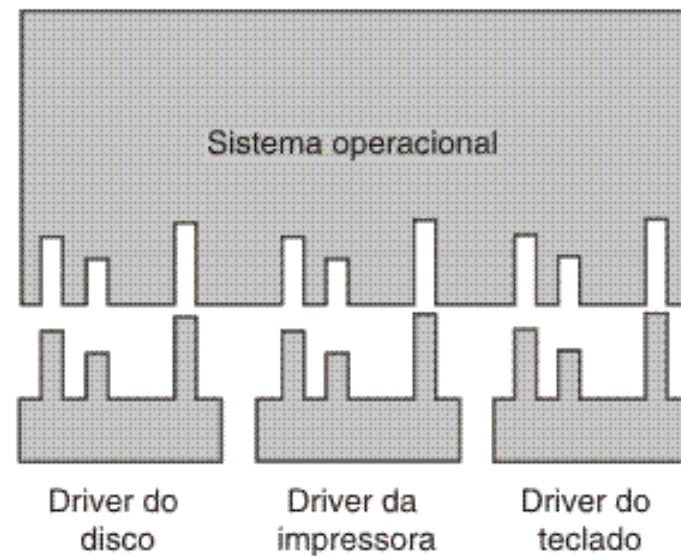 Sistema operacional
Driver do
disco
Driver da
impressora
Driver do
teclado